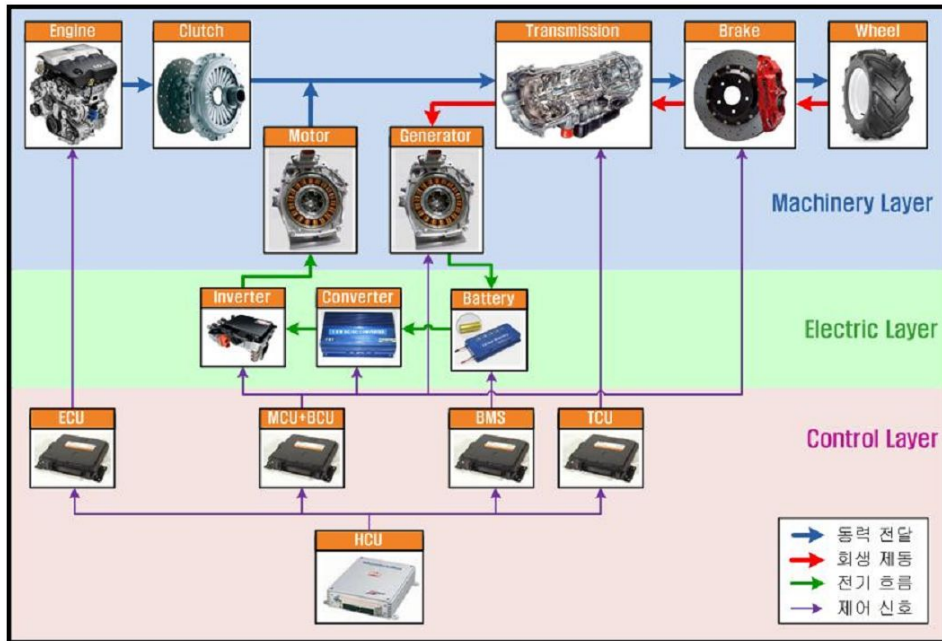 Engine
Clutch
Transmission
Brake
Wheel
Motor
Generator
Machinery Layer
Inverter
Converter
Battery
Electric Layer
ECU
MCU+BCU
BMS
TCU
Control Layer
HCU
동력 전달
회생 제동
전기 흐름
제어 신호